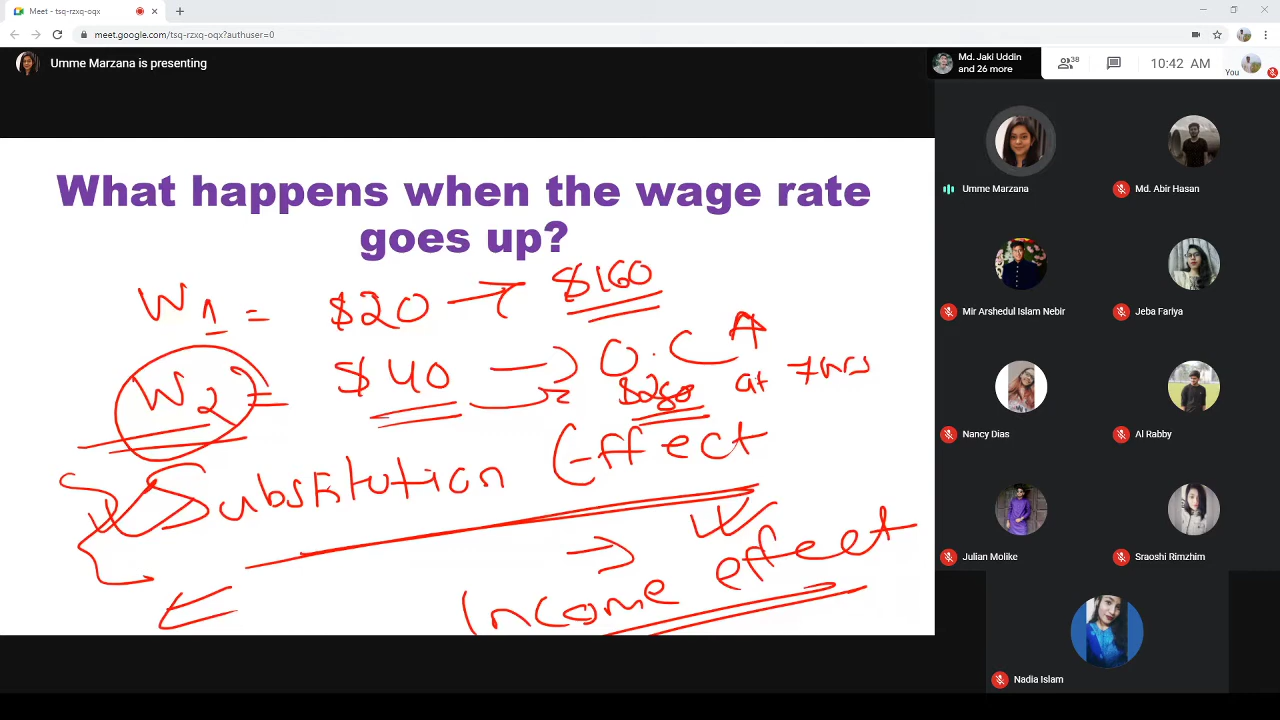 Meet - tsq-rzxq-oqx
meet.google.com/tsq-rzxq-oqx?authuser=0
Umme Marzana is presenting
Md. Jaki Uddin
and 26 more
38
10:42 AM
You
What happens when the wage rate
goes up?
W1 = $20 → $160
W2 = $40 → O.C ↑
at 7hrs
Substitution Effect
→ Income effect
Umme Marzana
Md. Abir Hasan
Mir Arshedul Islam Nebir
Jeba Fariya
Nancy Dias
Al Rabby
Julian Molike
Sraoshi Rimzhim
Nadia Islam